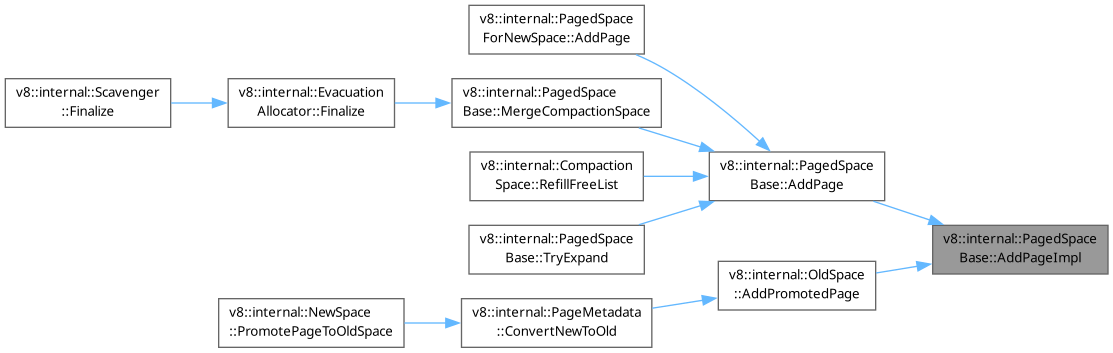 v8::internal::PagedSpace
ForNewSpace::AddPage
v8::internal::Scavenger
::Finalize
v8::internal::Evacuation
Allocator::Finalize
v8::internal::PagedSpace
Base::MergeCompactionSpace
v8::internal::Compaction
Space::RefillFreeList
v8::internal::PagedSpace
Base::AddPage
v8::internal::PagedSpace
Base::TryExpand
v8::internal::PagedSpace
Base::AddPageImpl
v8::internal::OldSpace
::AddPromotedPage
v8::internal::NewSpace
::PromotePageToOldSpace
v8::internal::PageMetadata
::ConvertNewToOld